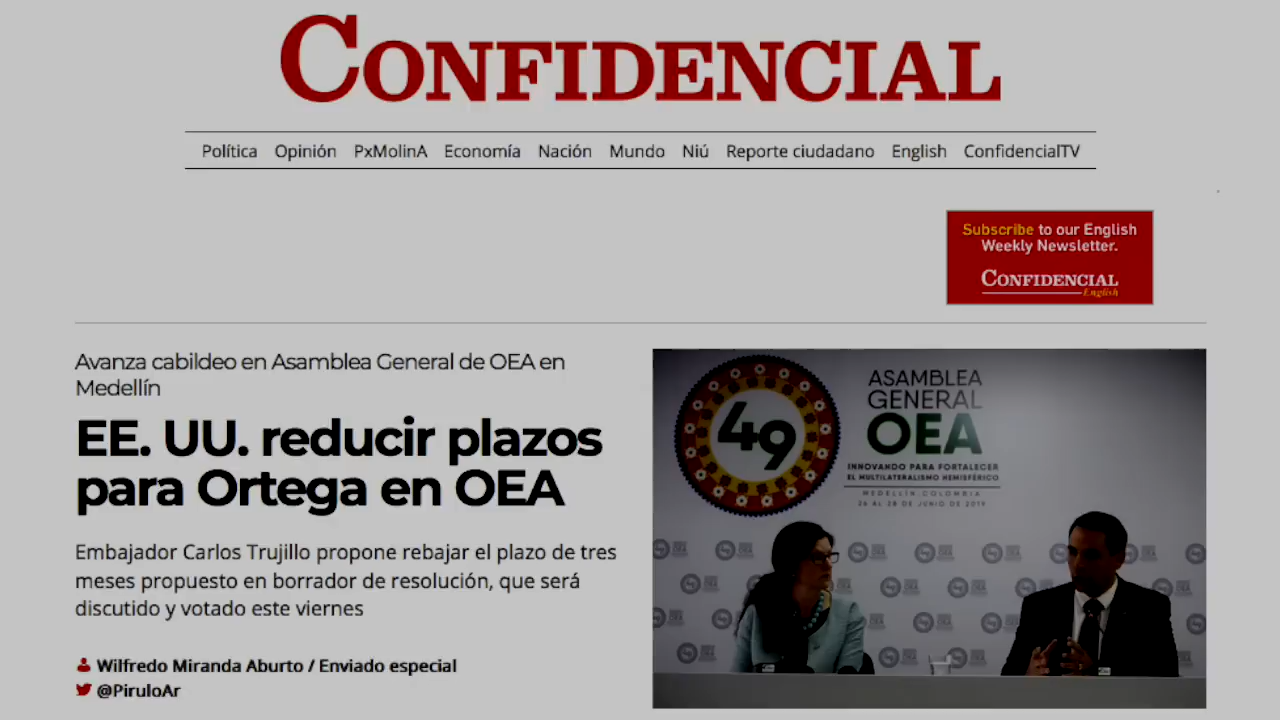 CONFIDENCIAL
Política Opinión PxMolinA Economía Nación Mundo Niú Reporte ciudadano English ConfidencialTV
Subscribe to our English
Weekly Newsletter.
CONFIDENCIAL
English
Avanza cabildeo en Asamblea General de OEA en
Medellín
EE. UU. reducir plazos
para Ortega en OEA
Embajador Carlos Trujillo propone rebajar el plazo de tres
meses propuesto en borrador de resolución, que será
discutido y votado este viernes
Wilfredo Miranda Aburto / Enviado especial
@PiruloAr
49
ASAMBLEA
GENERAL
OEA
INNOVANDO PARA FORTALECER
EL MULTILATERALISMO HEMISFÉRICO
MEDELLÍN-COLOMBIA
26 AL 28 DE JUNIO DE 2019